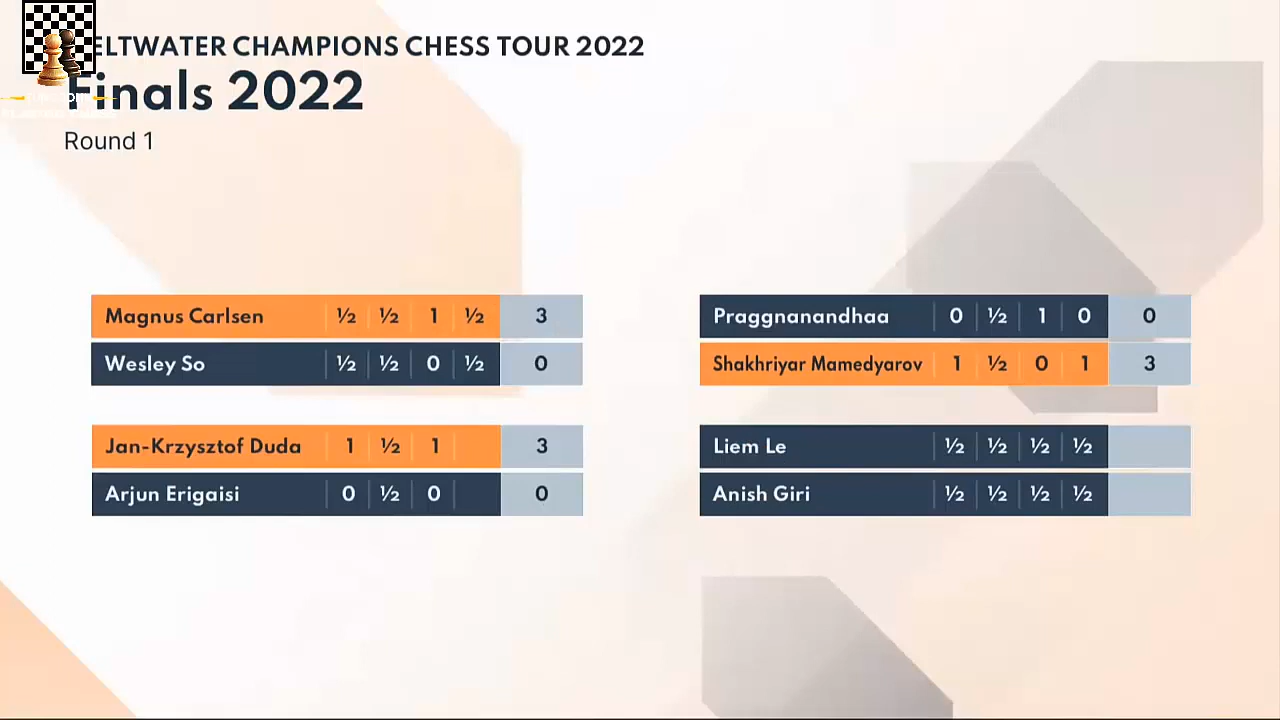 ELTWATER CHAMPIONS CHESS TOUR 2022
Finals 2022
Round 1
Magnus Carlsen ½ ½ 1 ½ 3
Wesley So ½ ½ 0 ½ 0
Jan-Krzysztof Duda 1 ½ 1 3
Arjun Erigaisi 0 ½ 0 0
Praggnanandhaa 0 ½ 1 0 0
Shakhriyar Mamedyarov 1 ½ 0 1 3
Liem Le ½ ½ ½ ½
Anish Giri ½ ½ ½ ½